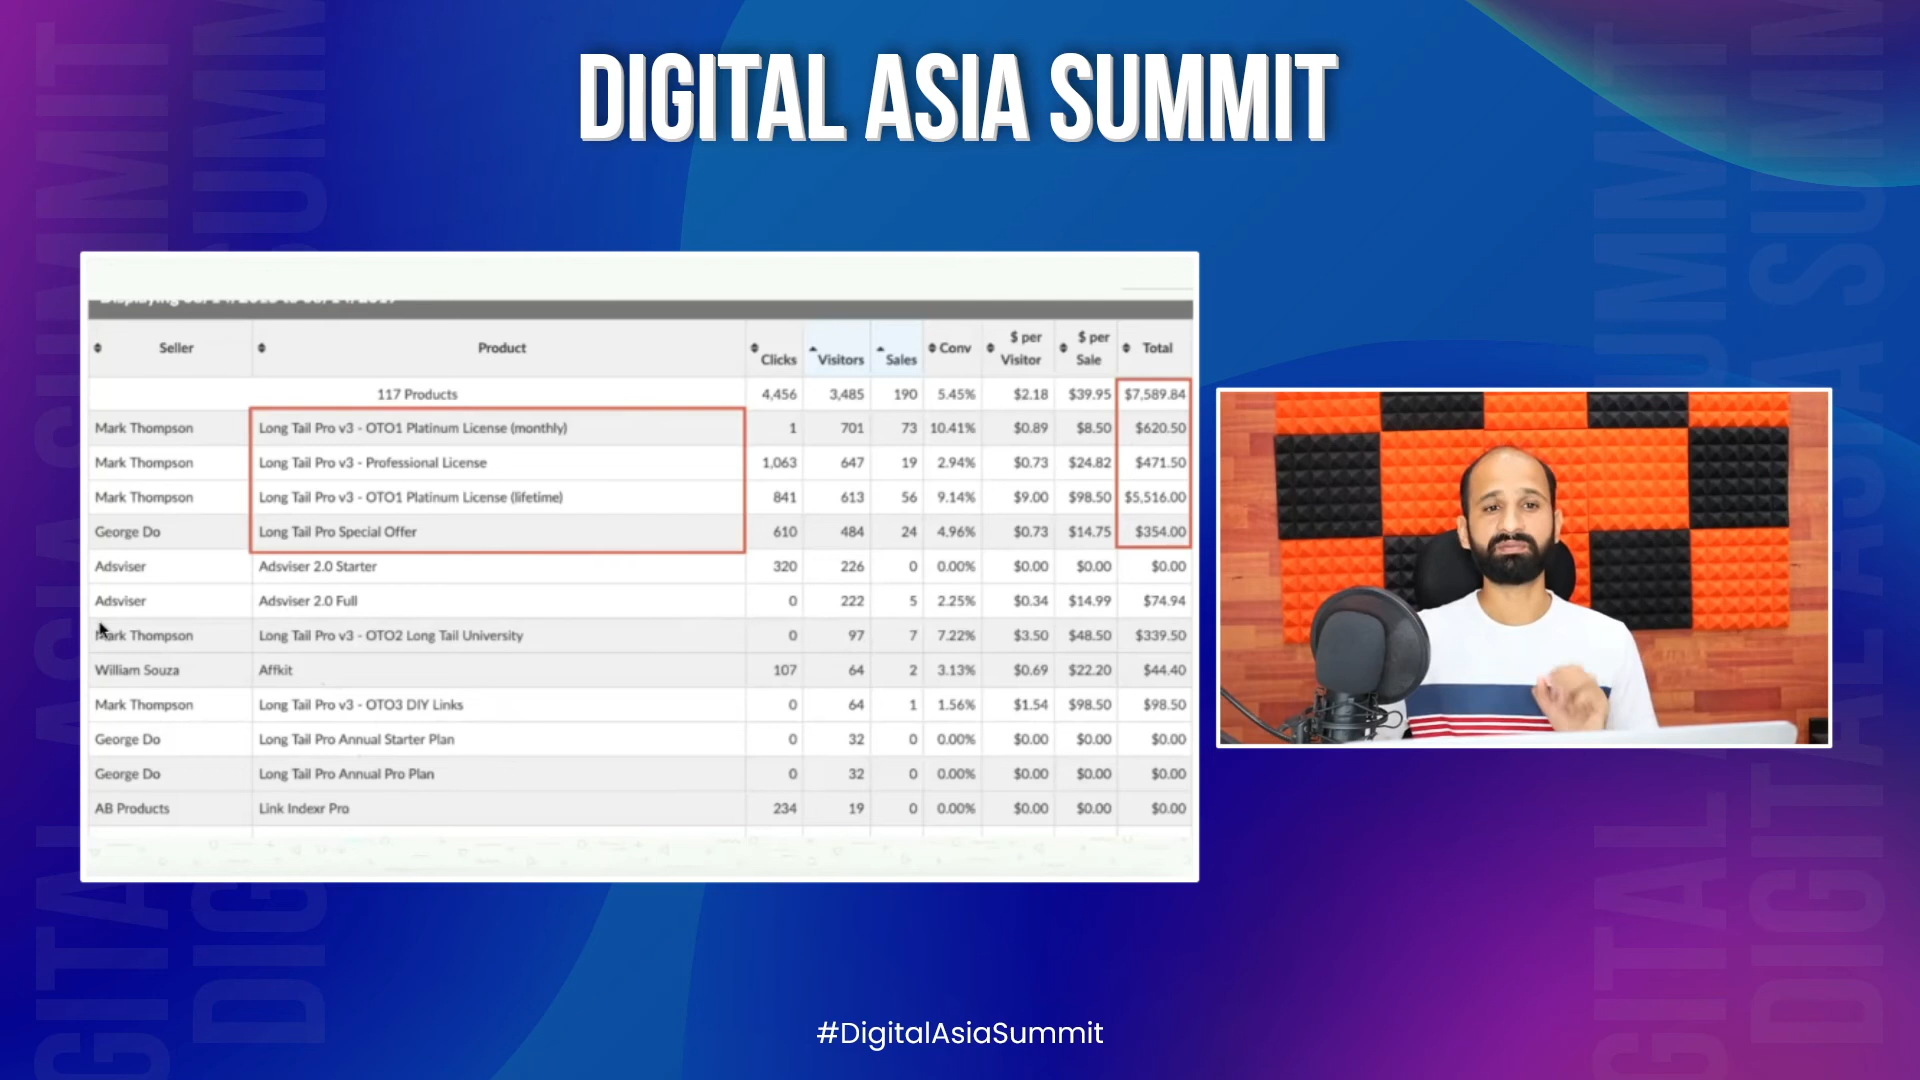 DIGITAL ASIA SUMMIT
Seller Product Clicks Visitors Sales Conv $ per Visitor $ per Sale Total
117 Products 4,456 3,485 190 5.45% $2.18 $39.95 $7,589.84
Mark Thompson Long Tail Pro v3 - OTO1 Platinum License (monthly) 1 701 73 10.41% $0.89 $8.50 $620.50
Mark Thompson Long Tail Pro v3 - Professional License 1,063 647 19 2.94% $0.73 $24.82 $471.50
Mark Thompson Long Tail Pro v3 - OTO1 Platinum License (lifetime) 841 613 56 9.14% $9.00 $98.50 $5,516.00
George Do Long Tail Pro Special Offer 610 484 24 4.96% $0.73 $14.75 $354.00
Adsviser Adsviser 2.0 Starter 320 226 0 0.00% $0.00 $0.00 $0.00
Adsviser Adsviser 2.0 Full 0 222 5 2.25% $0.34 $14.99 $74.94
Mark Thompson Long Tail Pro v3 - OTO2 Long Tail University 0 97 7 7.22% $3.50 $48.50 $339.50
William Souza Affkit 107 64 2 3.13% $0.69 $22.20 $44.40
Mark Thompson Long Tail Pro v3 - OTO3 DIY Links 0 64 1 1.56% $1.54 $98.50 $98.50
George Do Long Tail Pro Annual Starter Plan 0 32 0 0.00% $0.00 $0.00 $0.00
George Do Long Tail Pro Annual Pro Plan 0 32 0 0.00% $0.00 $0.00 $0.00
AB Products Link Indexr Pro 234 19 0 0.00% $0.00 $0.00 $0.00
#DigitalAsiaSummit